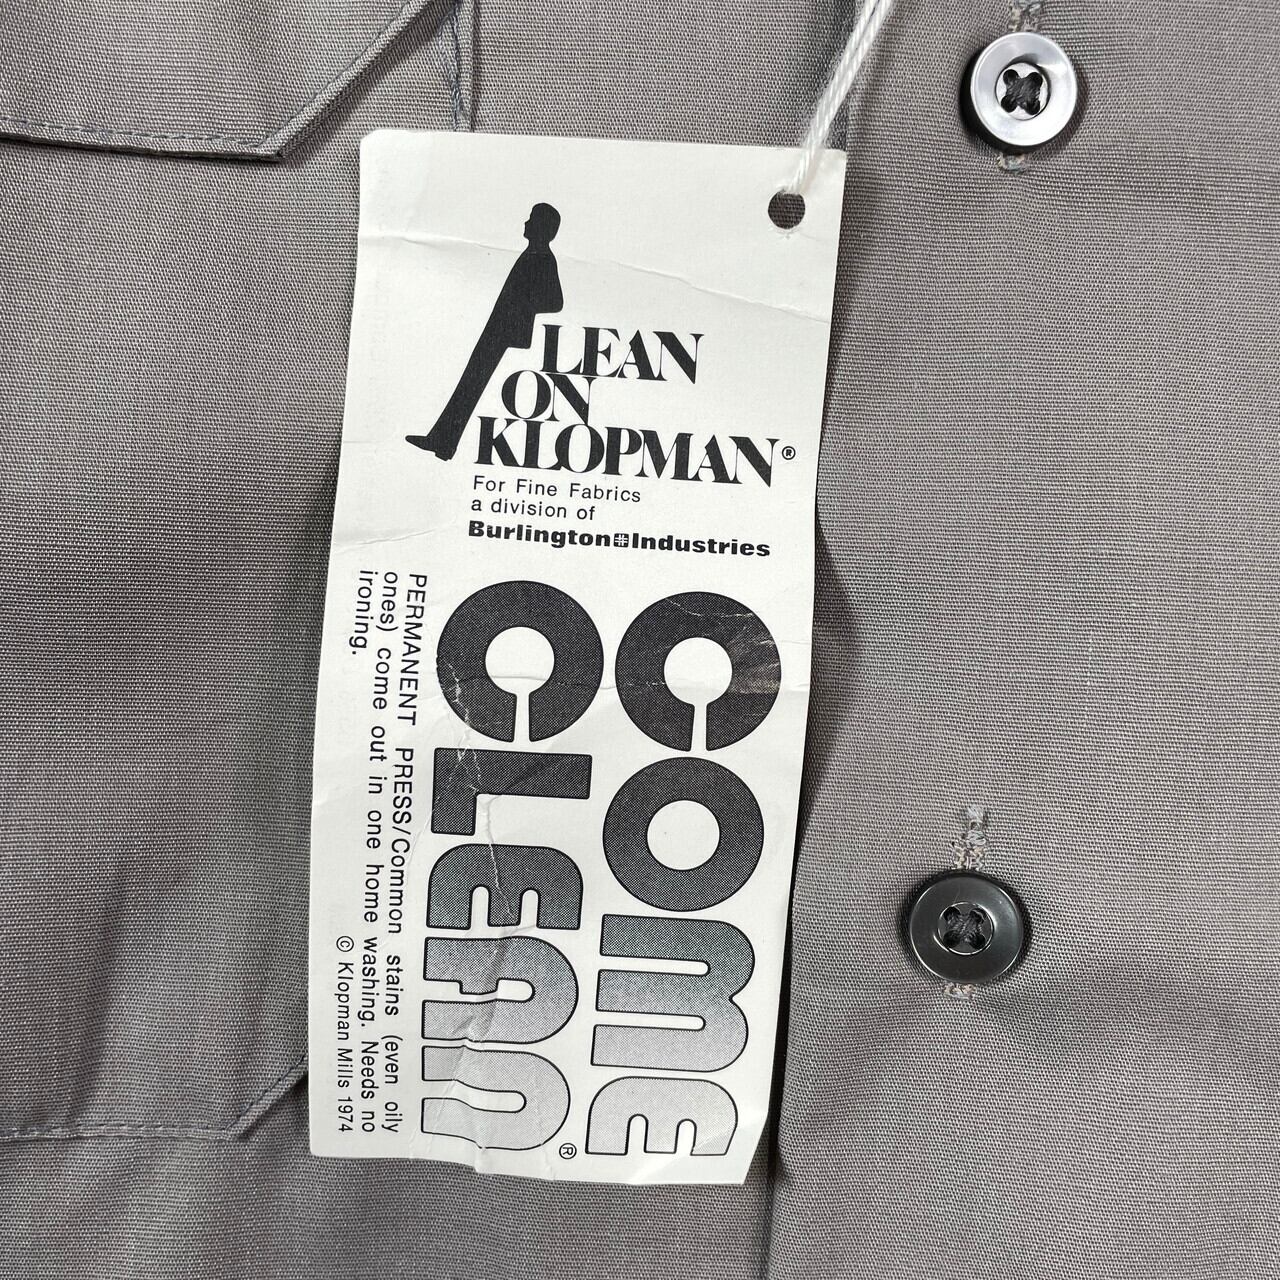 LEAN
ON
KLOPMAN®
For Fine Fabrics
a division of
Burlington Industries
COME
CLEAN®
PERMANENT PRESS/Common stains (even oily
ones) come out in one home washing. Needs no
ironing.
© Klopman Mills 1974